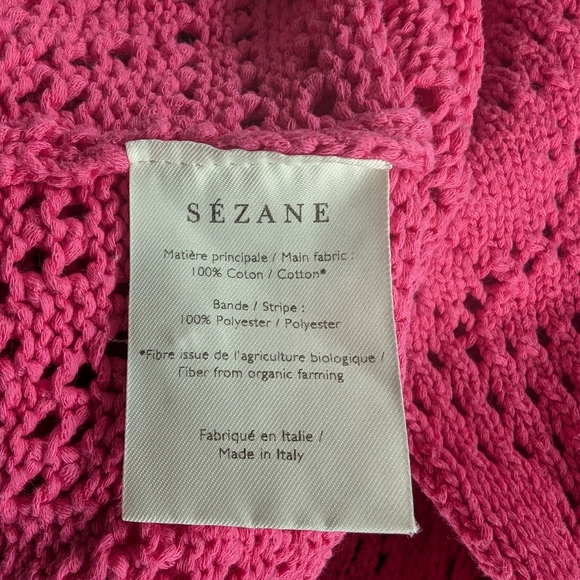 SÉZANE
Matière principale / Main fabric :
100% Coton / Cotton*
Bande / Stripe :
100% Polyester / Polyester
*Fibre issue de l'agriculture biologique /
Fiber from organic farming
Fabriqué en Italie /
Made in Italy